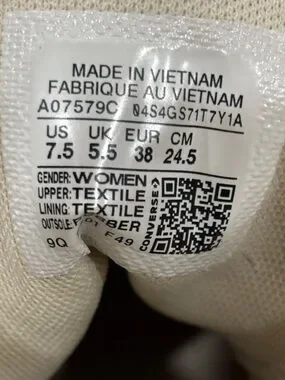 MADE IN VIETNAM
FABRIQUE AU VIETNAM
A07579C 04S4GS71T7Y1A
US UK EUR CM
7.5 5.5 38 24.5
GENDER: WOMEN
UPPER: TEXTILE
LINING: TEXTILE
OUTSOLE:
9Q F49
CONVERSE